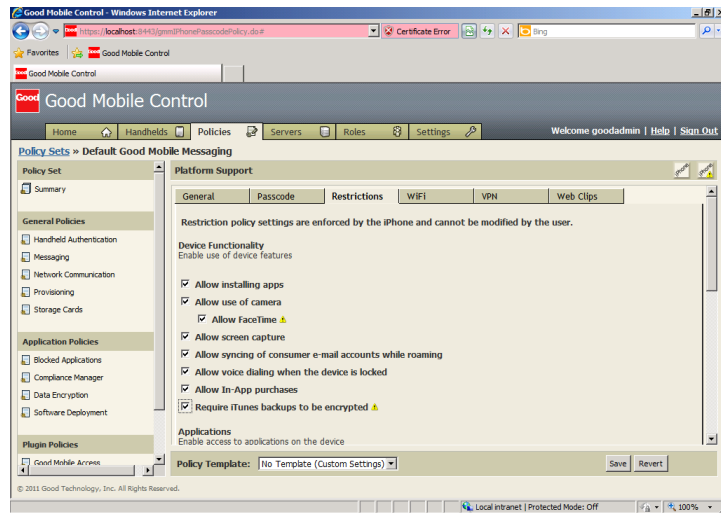 Good Mobile Control - Windows Internet Explorer
https://localhost:8443/gmmIPhonePasscodePolicy.do#
Certificate Error
Bing
Favorites
Good Mobile Control
Good Mobile Control
Good
Good Mobile Control
Home
Handhelds
Policies
Servers
Roles
Settings
Welcome goodadmin | Help | Sign Out
Policy Sets » Default Good Mobile Messaging
Policy Set
Summary
General Policies
Handheld Authentication
Messaging
Network Communication
Provisioning
Storage Cards
Application Policies
Blocked Applications
Compliance Manager
Data Encryption
Software Deployment
Plugin Policies
Good Mobile Access
Platform Support
iPhone
iPhone
General
Passcode
Restrictions
WiFi
VPN
Web Clips
Restriction policy settings are enforced by the iPhone and cannot be modified by the user.
Device Functionality
Enable use of device features
Allow installing apps
Allow use of camera
Allow FaceTime
Allow screen capture
Allow syncing of consumer e-mail accounts while roaming
Allow voice dialing when the device is locked
Allow In-App purchases
Require iTunes backups to be encrypted
Applications
Enable access to applications on the device
Policy Template: No Template (Custom Settings)
Save
Revert
© 2011 Good Technology, Inc. All Rights Reserved.
Local intranet | Protected Mode: Off
100%